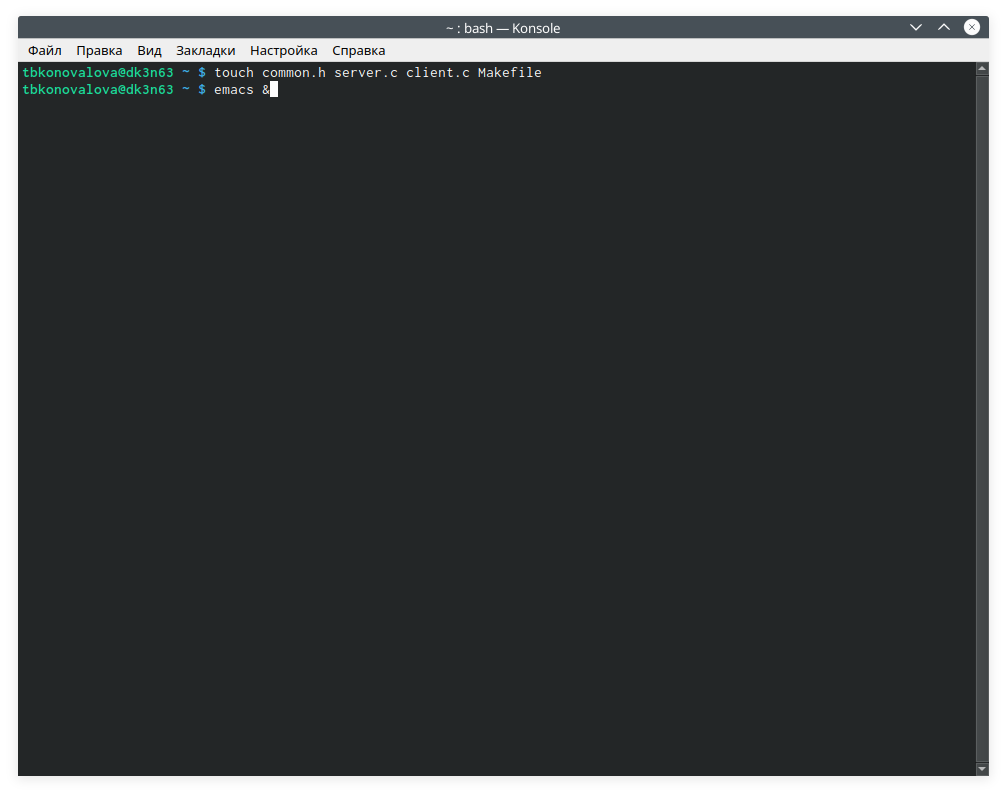 ~ : bash — Konsole
Файл Правка Вид Закладки Настройка Справка
tbkonovalova@dk3n63 ~ $ touch common.h server.c client.c Makefile
tbkonovalova@dk3n63 ~ $ emacs &